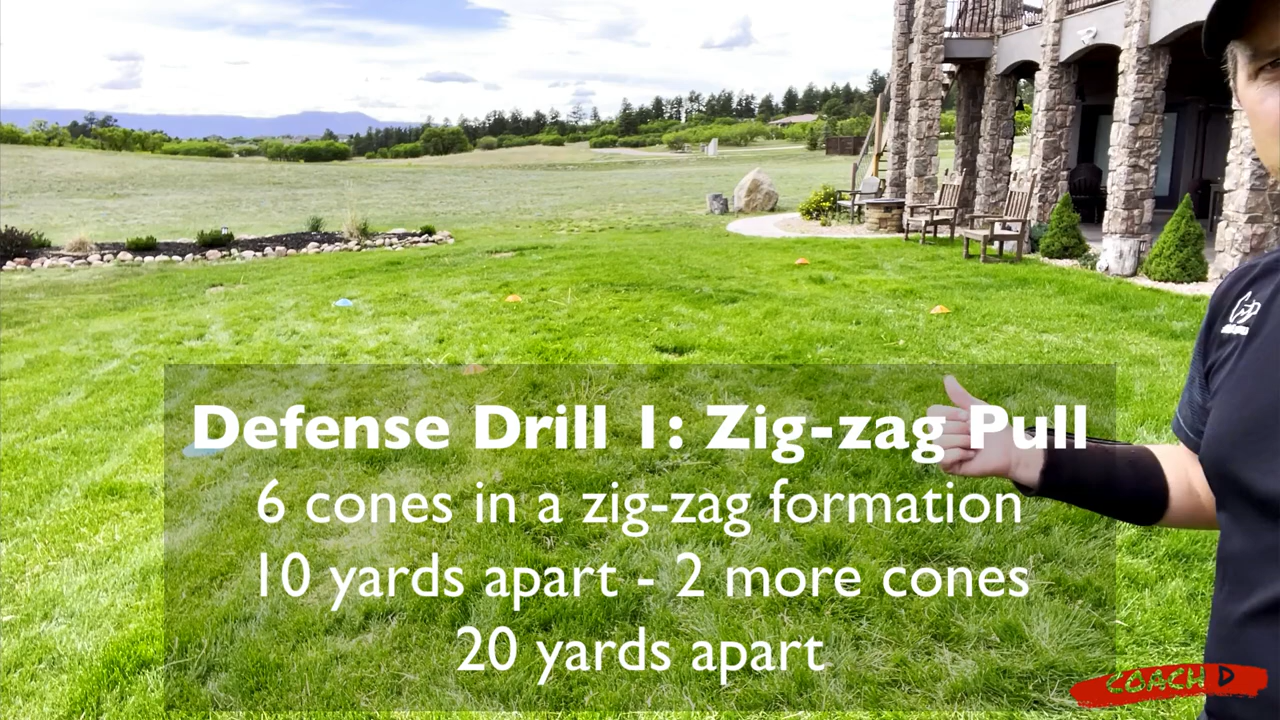 Defense Drill 1: Zig-zag Pull
6 cones in a zig-zag formation
10 yards apart - 2 more cones
20 yards apart
COACH D